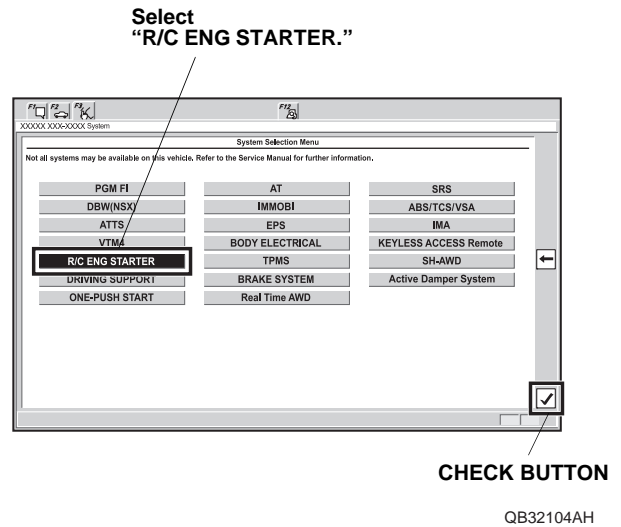 Select
“R/C ENG STARTER.”
F1 F2 F3 F12
XXXXX XXX-XXXX System
System Selection Menu
Not all systems may be available on this vehicle. Refer to the Service Manual for further information.
PGM FI AT SRS
DBW(NSX) IMMOBI ABS/TCS/VSA
ATTS EPS IMA
VTM4 BODY ELECTRICAL KEYLESS ACCESS Remote
R/C ENG STARTER TPMS SH-AWD
DRIVING SUPPORT BRAKE SYSTEM Active Damper System
ONE-PUSH START Real Time AWD
CHECK BUTTON
QB32104AH